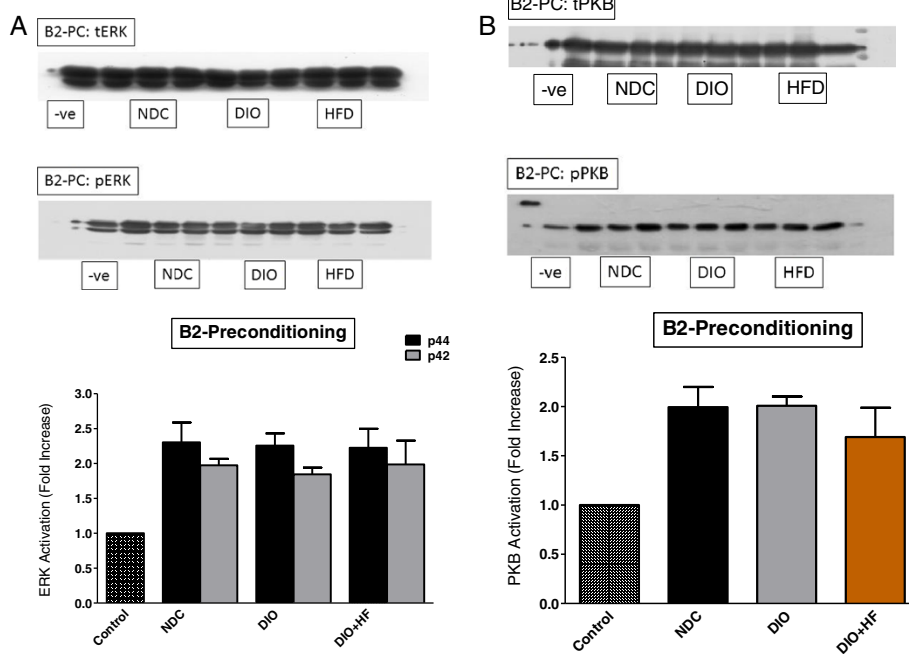 A
B2-PC: tERK
-ve NDC DIO HFD
B2-PC: pERK
-ve NDC DIO HFD
B2-Preconditioning
p44
p42
ERK Activation (Fold Increase)
3.0
2.5
2.0
1.5
1.0
0.5
0.0
Control NDC DIO DIO+HF
B
B2-PC: tPKB
-ve NDC DIO HFD
B2-PC: pPKB
-ve NDC DIO HFD
B2-Preconditioning
PKB Activation (Fold Increase)
2.5
2.0
1.5
1.0
0.5
0.0
Control NDC DIO DIO+HF